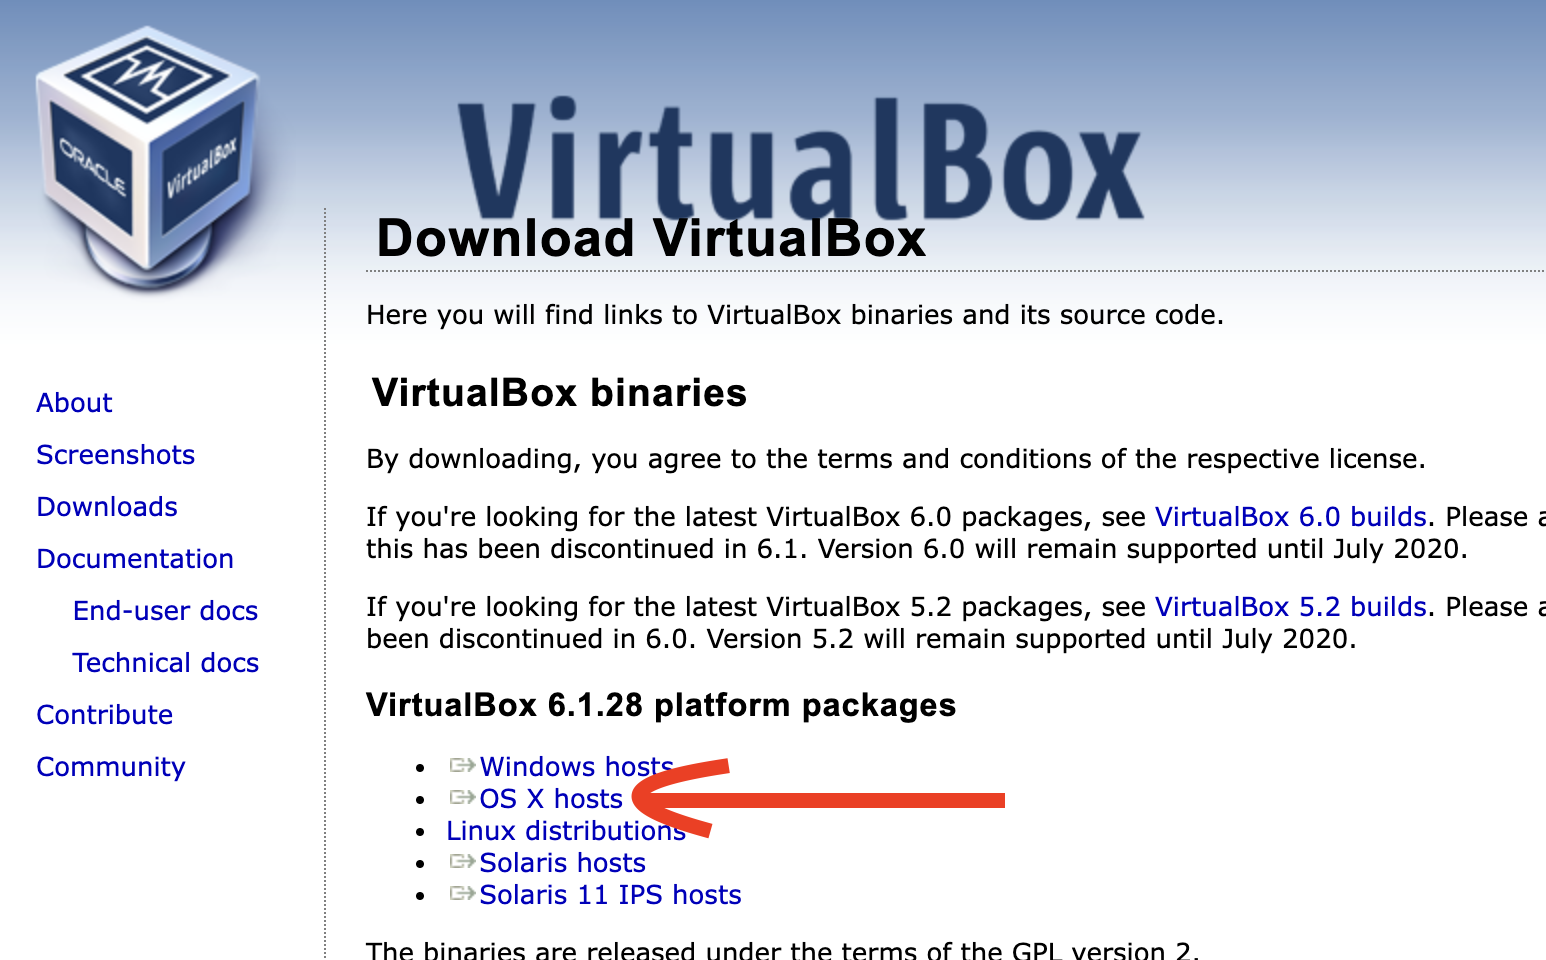 ORACLE
VirtualBox
VirtualBox
Download VirtualBox
Here you will find links to VirtualBox binaries and its source code.
About
Screenshots
Downloads
Documentation
End-user docs
Technical docs
Contribute
Community
VirtualBox binaries
By downloading, you agree to the terms and conditions of the respective license.
If you're looking for the latest VirtualBox 6.0 packages, see VirtualBox 6.0 builds. Please a
this has been discontinued in 6.1. Version 6.0 will remain supported until July 2020.
If you're looking for the latest VirtualBox 5.2 packages, see VirtualBox 5.2 builds. Please a
been discontinued in 6.0. Version 5.2 will remain supported until July 2020.
VirtualBox 6.1.28 platform packages
Windows hosts
OS X hosts
Linux distributions
Solaris hosts
Solaris 11 IPS hosts
The binaries are released under the terms of the GPL version 2.